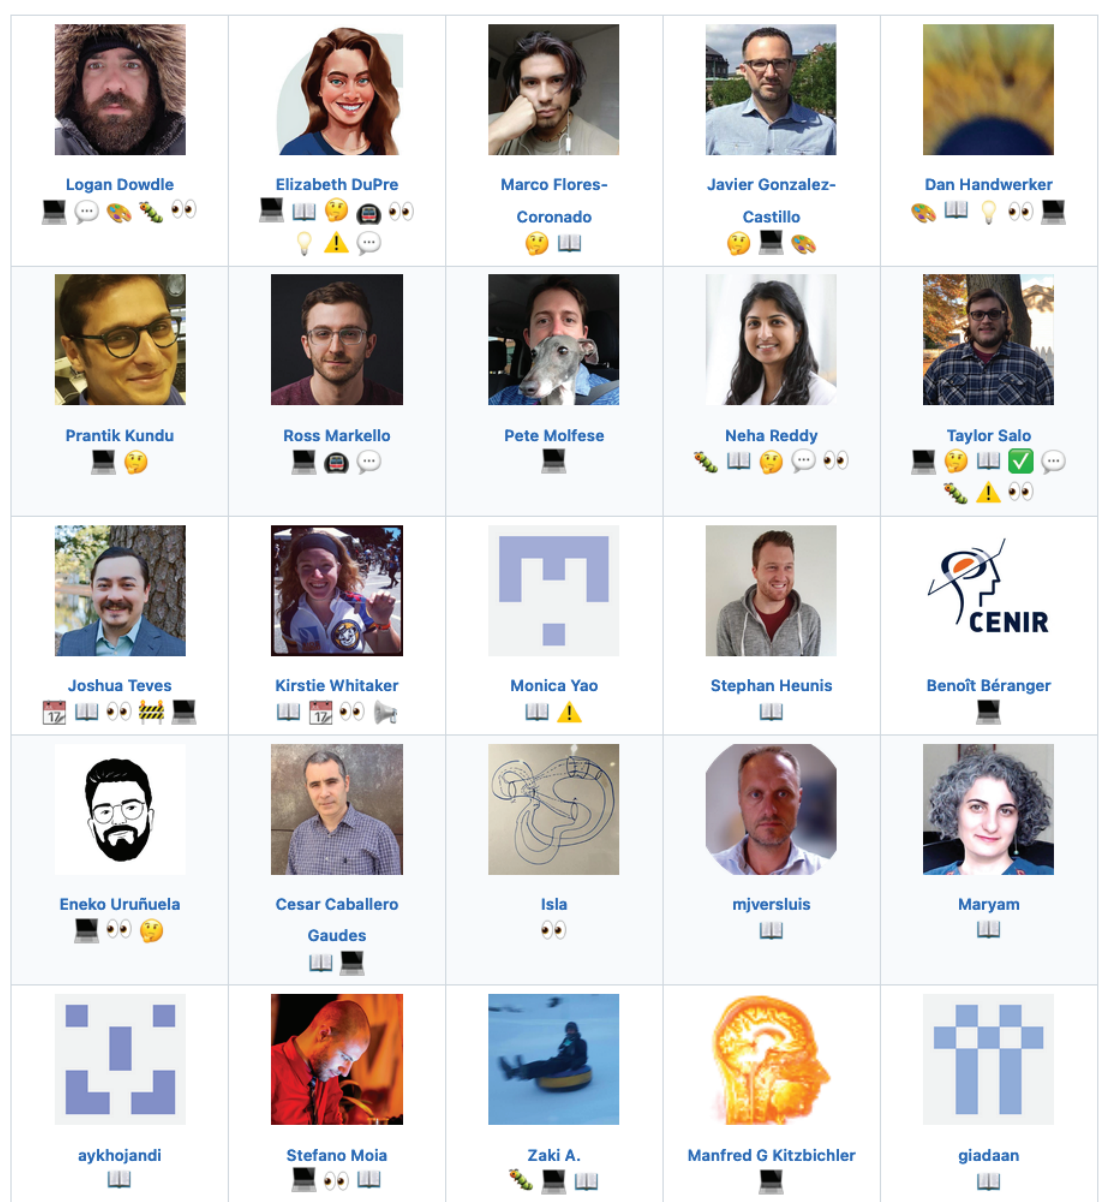 Logan Dowdle
Elizabeth DuPre
Marco Flores-
Coronado
Javier Gonzalez-
Castillo
Dan Handwerker
Prantik Kundu
Ross Markello
Pete Molfese
Neha Reddy
Taylor Salo
Joshua Teves
Kirstie Whitaker
Monica Yao
Stephan Heunis
CENIR
Benoît Béranger
Eneko Uruñuela
Cesar Caballero
Gaudes
Isla
mjversluis
Maryam
aykhojandi
Stefano Moia
Zaki A.
Manfred G Kitzbichler
giadaan